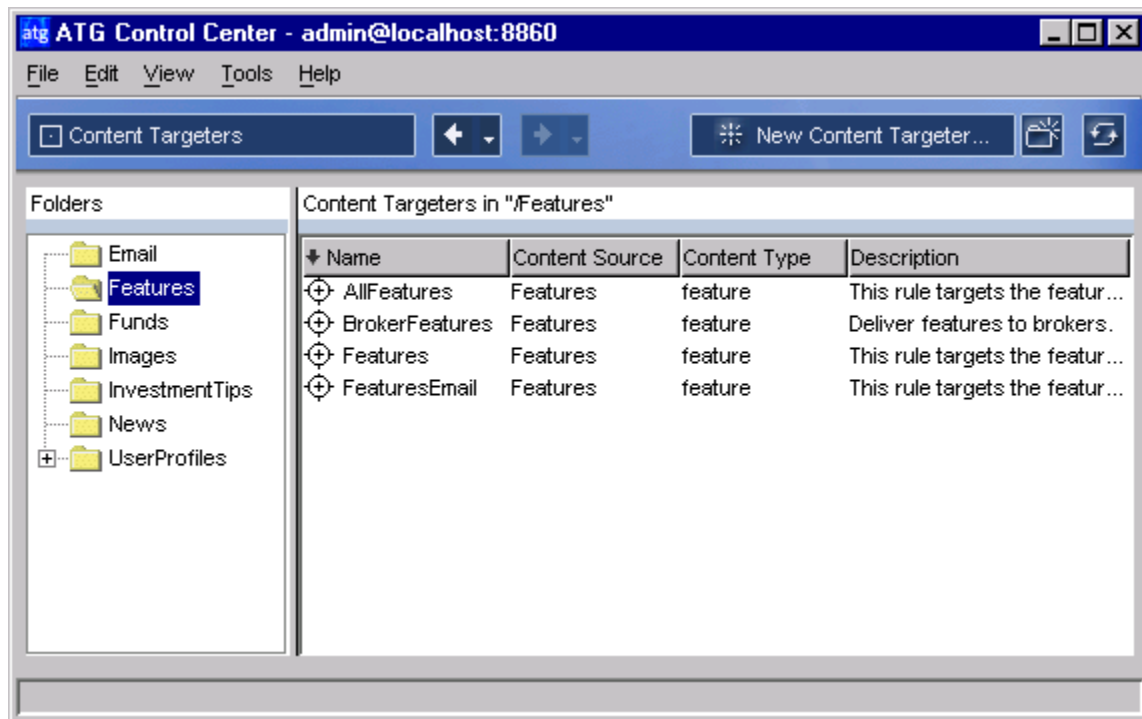 atg ATG Control Center - admin@localhost:8860
File Edit View Tools Help
Content Targeters
New Content Targeter...
Folders
Content Targeters in "/Features"
Email
Features
Funds
Images
InvestmentTips
News
UserProfiles
Name Content Source Content Type Description
AllFeatures Features feature This rule targets the featur...
BrokerFeatures Features feature Deliver features to brokers.
Features Features feature This rule targets the featur...
FeaturesEmail Features feature This rule targets the featur...